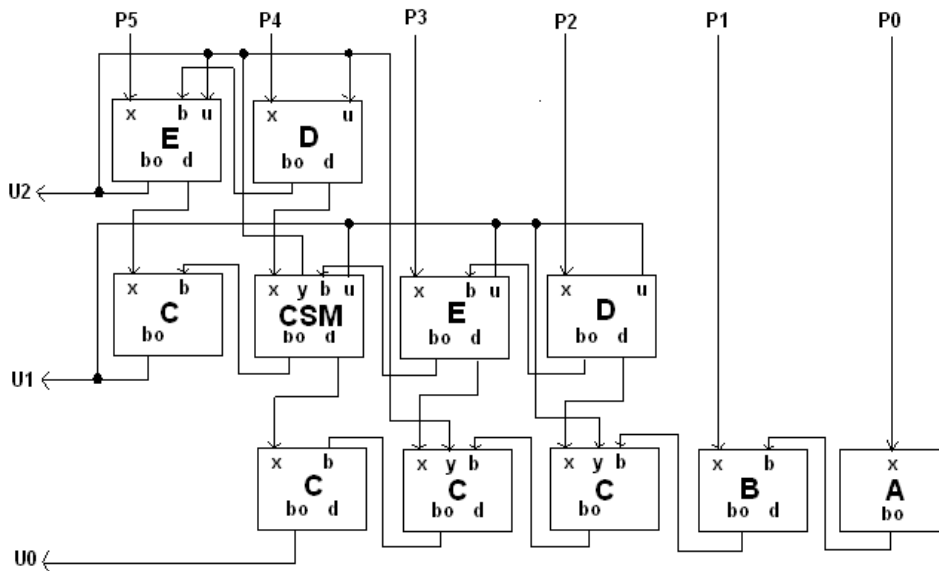 P5 P4 P3 P2 P1 P0
x b u x u
E D
bo d bo d
U2
x b x y b u x b u x u
C CSM E D
bo bo d bo d bo d
U1
x b x y b x y b x b x
C C C B A
bo d bo d bo bo d bo
U0